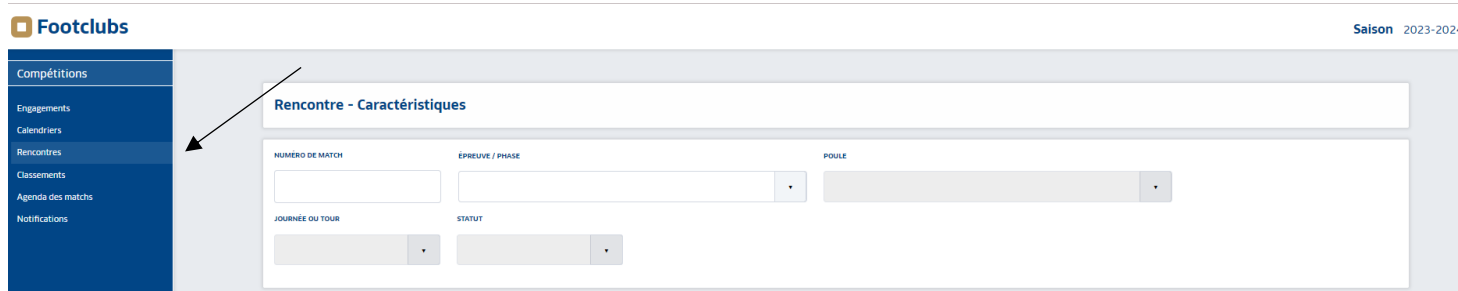 Footclubs
Saison 2023-2024
Compétitions
Engagements
Calendriers
Rencontres
Classements
Agenda des matchs
Notifications
Rencontre - Caractéristiques
NUMÉRO DE MATCH ÉPREUVE / PHASE POULE
JOURNÉE OU TOUR STATUT